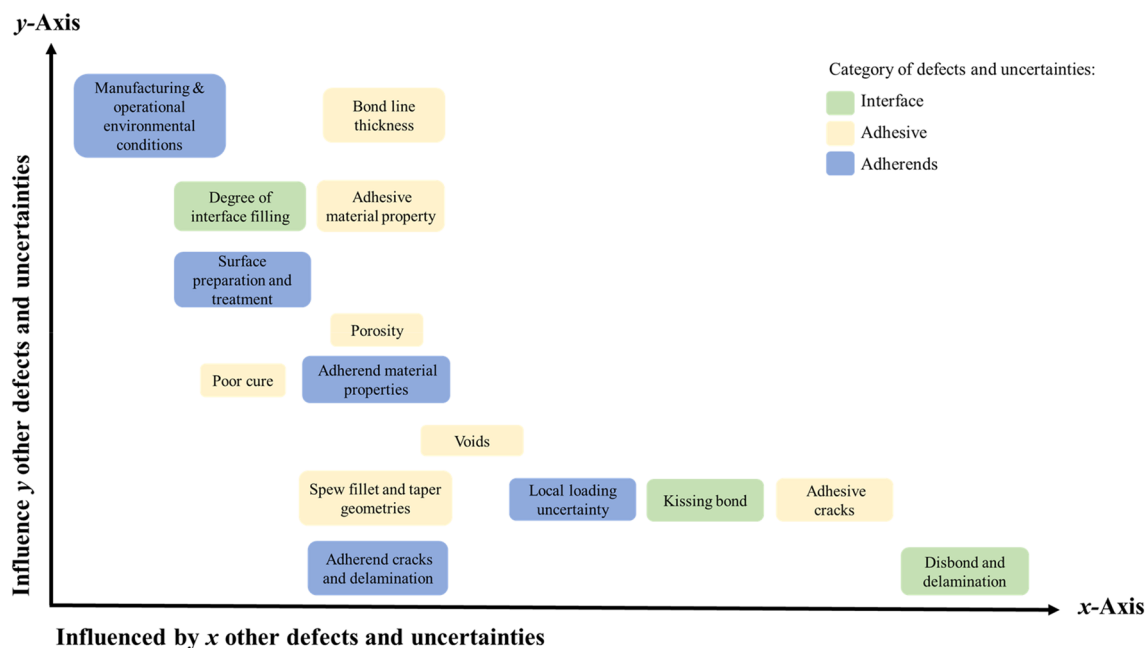 y-Axis
Manufacturing &
operational
environmental
conditions
Bond line
thickness
Category of defects and uncertainties:
Interface
Adhesive
Adherends
Degree of
interface filling
Adhesive
material property
Surface
preparation and
treatment
Porosity
Poor cure
Adherend material
properties
Voids
Spew fillet and taper
geometries
Local loading
uncertainty
Kissing bond
Adhesive
cracks
Adherend cracks
and delamination
Disbond and
delamination
Influence y other defects and uncertainties
x-Axis
Influenced by x other defects and uncertainties